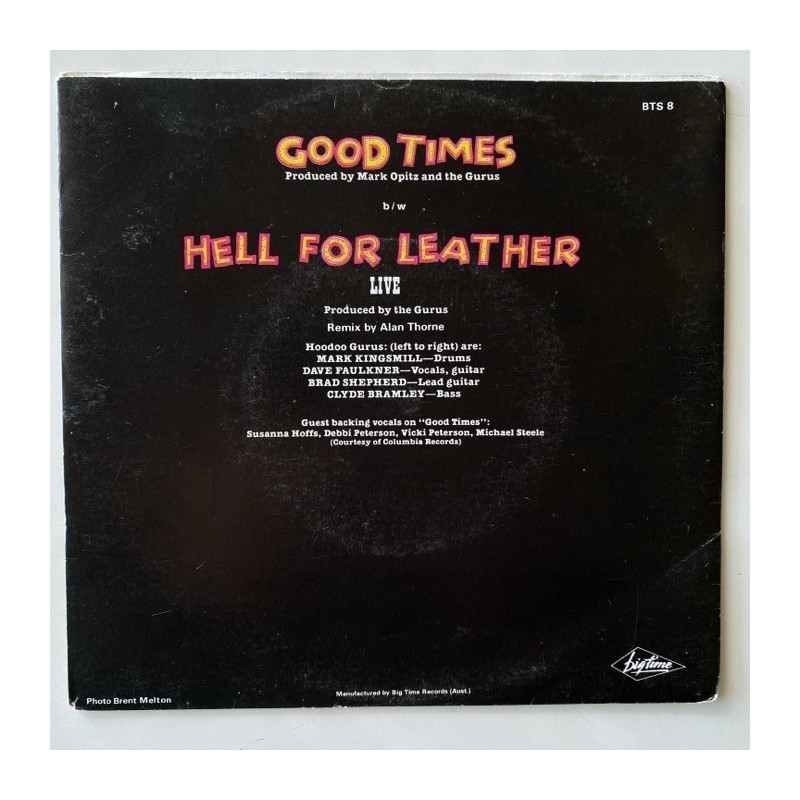 BTS 8
GOOD TIMES
Produced by Mark Opitz and the Gurus
b/w
HELL FOR LEATHER
LIVE
Produced by the Gurus
Remix by Alan Thorne
Hoodoo Gurus: (left to right) are:
MARK KINGSMILL—Drums
DAVE FAULKNER—Vocals, guitar
BRAD SHEPHERD—Lead guitar
CLYDE BRAMLEY—Bass
Guest backing vocals on "Good Times":
Susanna Hoffs, Debbi Peterson, Vicki Peterson, Michael Steele
(Courtesy of Columbia Records)
bigtime
Manufactured by Big Time Records (Aust.)
Photo Brent Melton